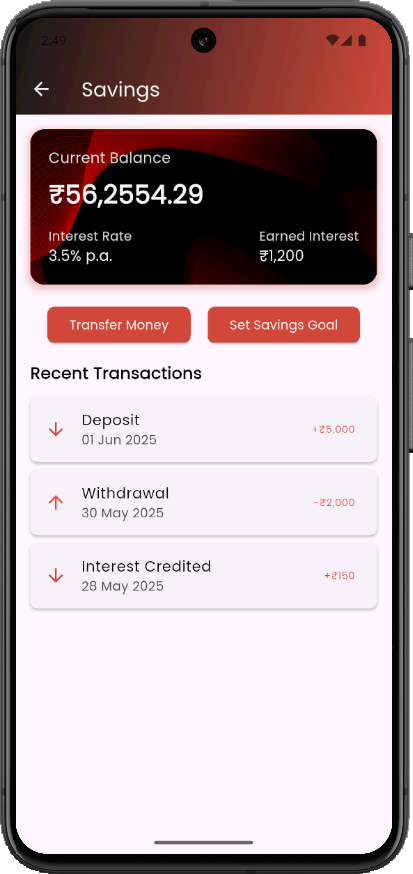 2:49
Savings
Current Balance
₹56,2554.29
Interest Rate
Earned Interest
3.5% p.a.
₹1,200
Transfer Money
Set Savings Goal
Recent Transactions
Deposit
01 Jun 2025
+₹5,000
Withdrawal
30 May 2025
-₹2,000
Interest Credited
28 May 2025
+₹150